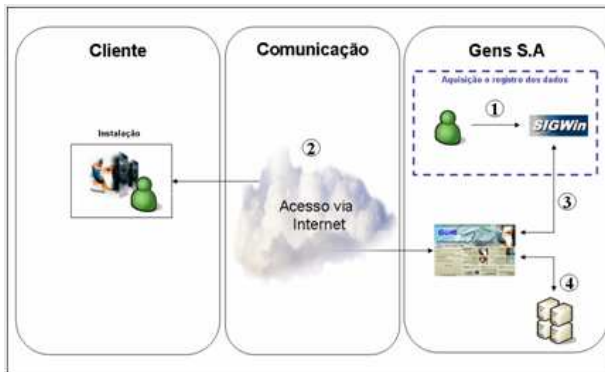 Cliente
Comunicação
Gens S.A
Aquisição e registro dos dados
1
SIGWin
Instalação
2
Acesso via
Internet
3
4